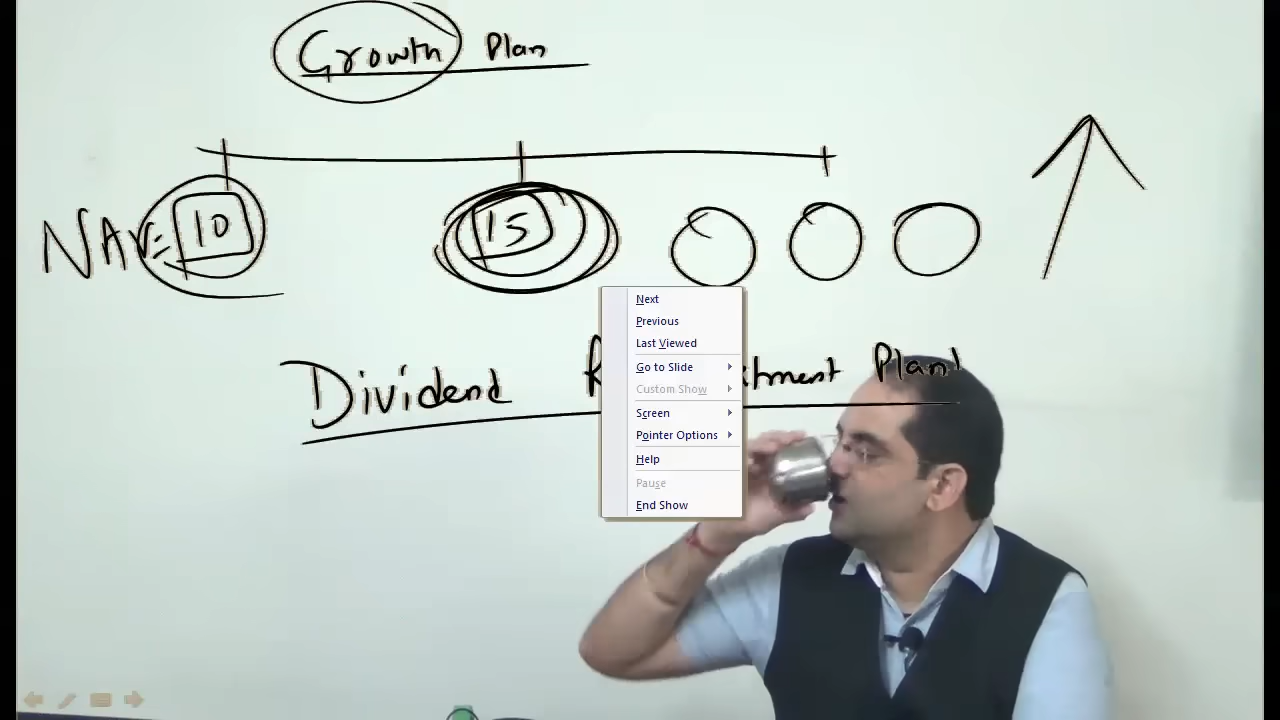 Growth Plan
NAV= 10 15
Next
Previous
Last Viewed
Go to Slide
Custom Show
Dividend Plan
Screen
Pointer Options
Help
Pause
End Show